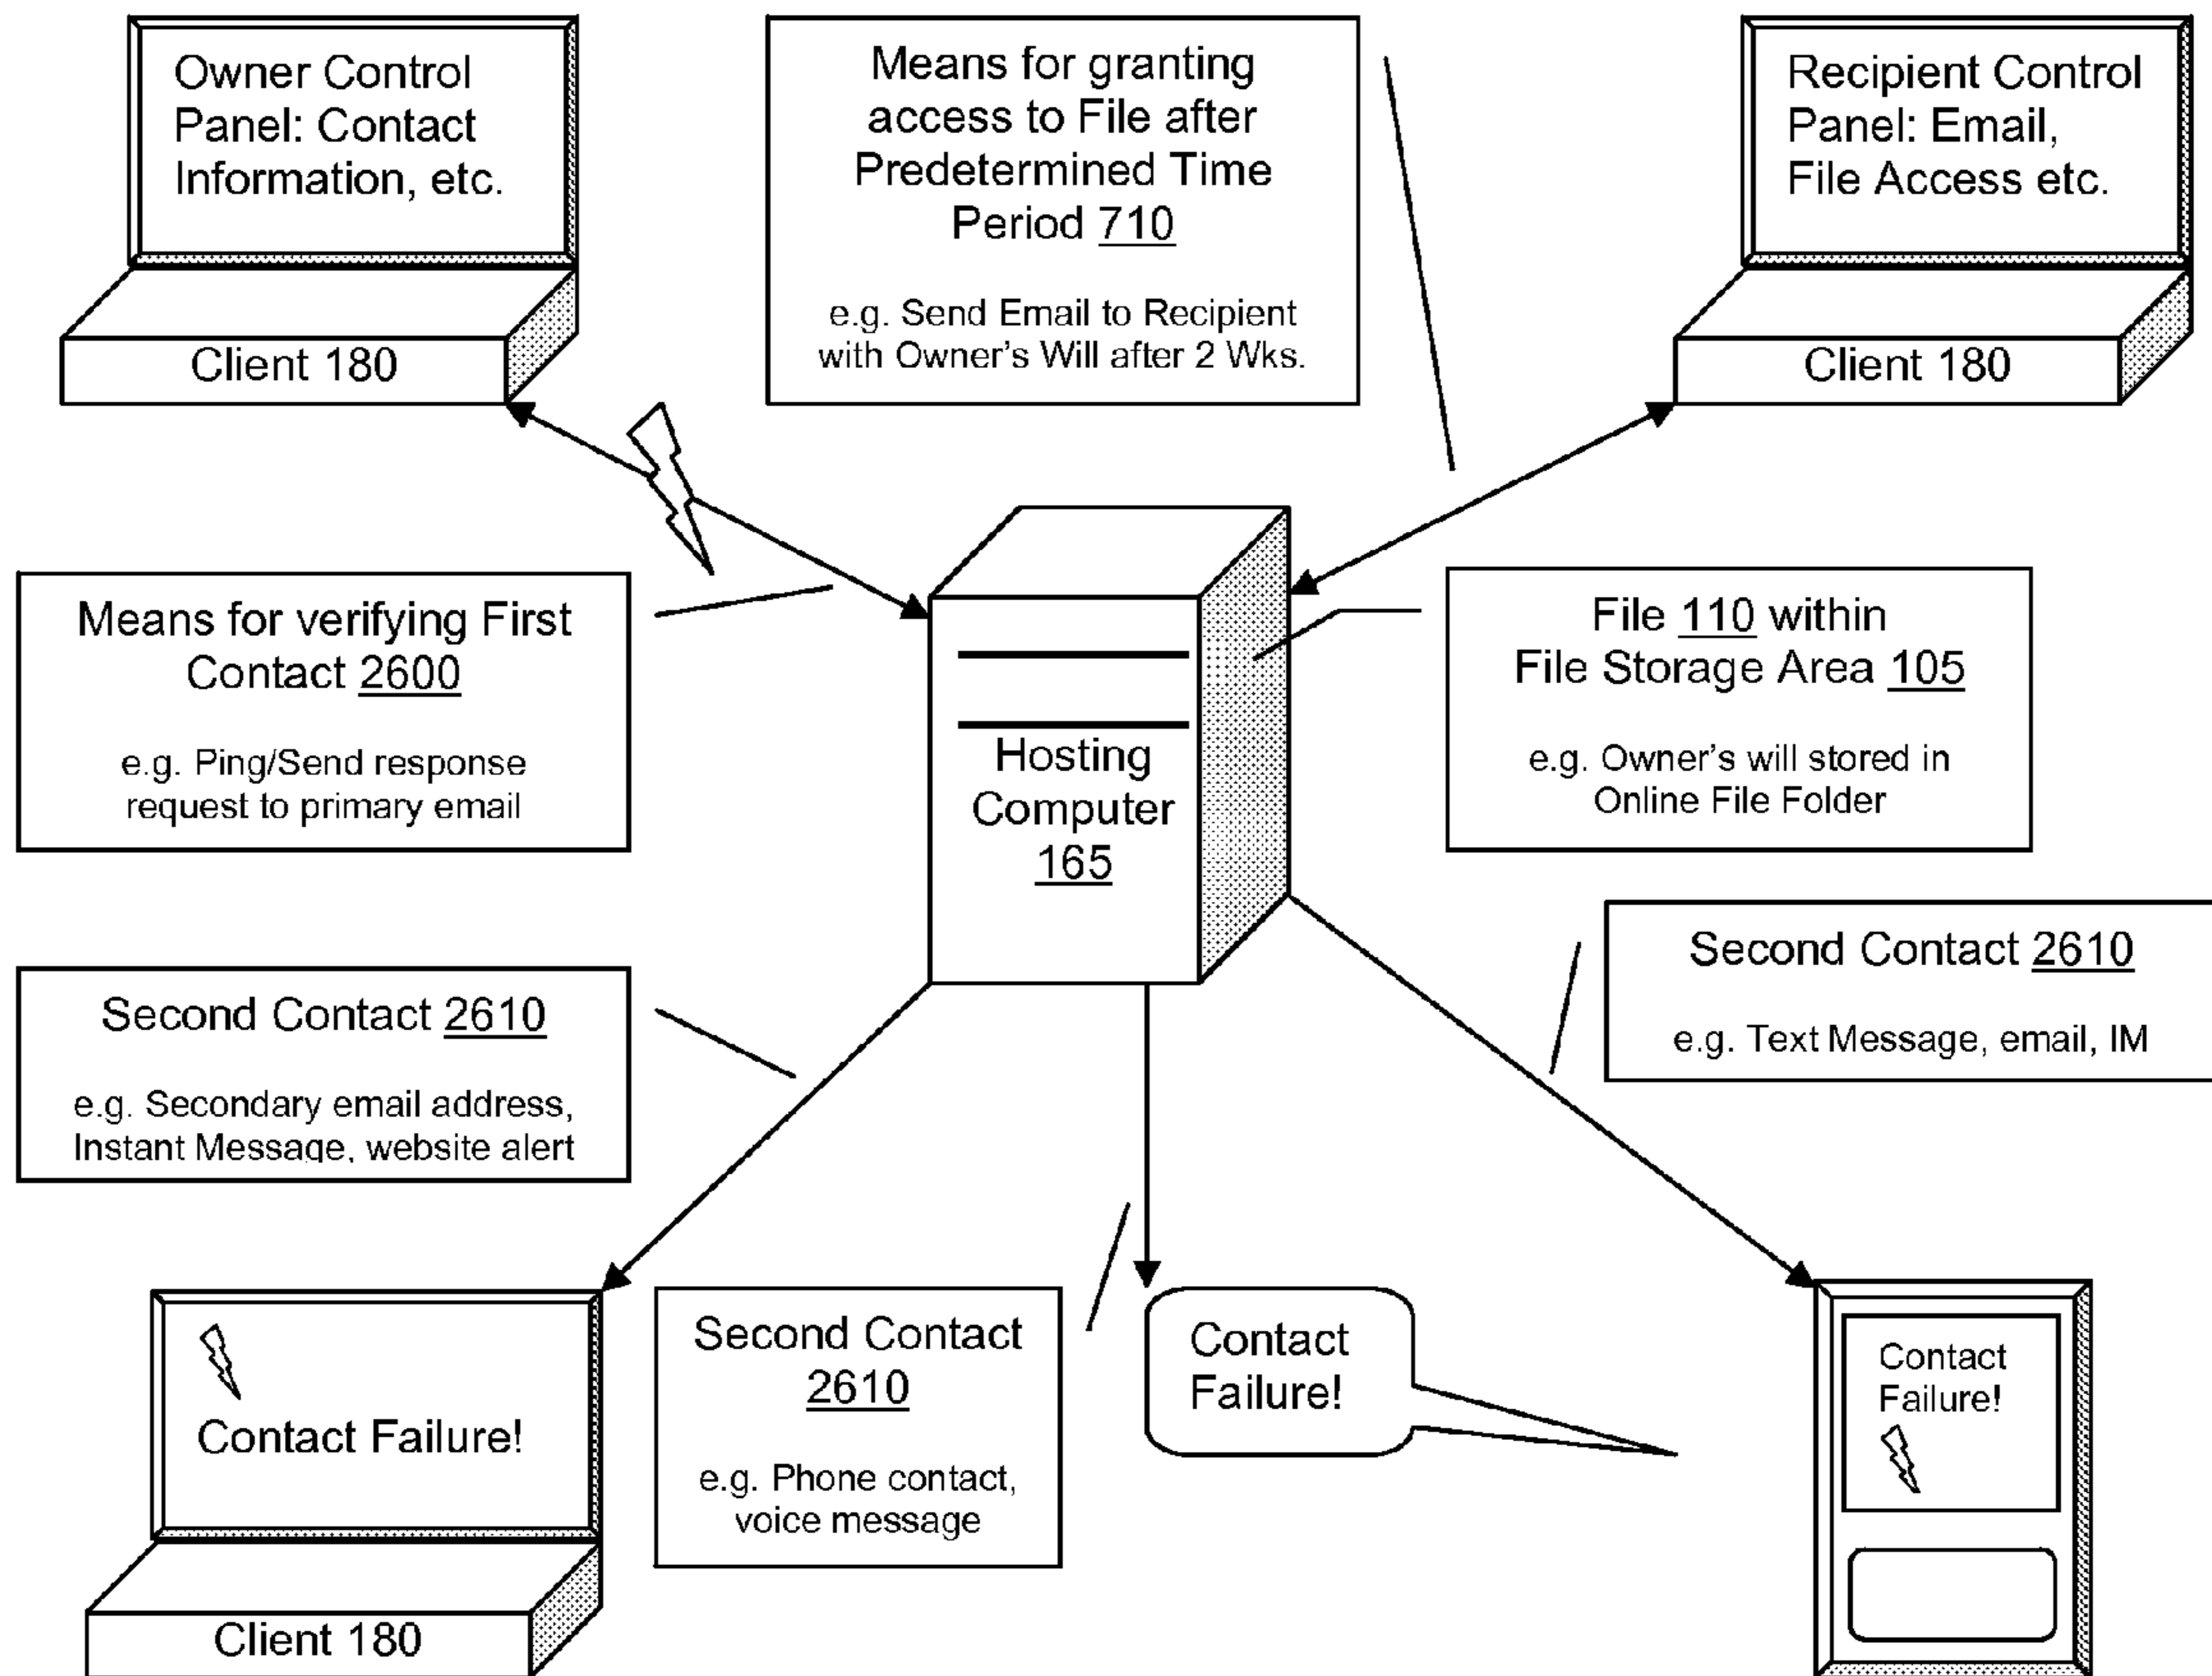 Owner Control
Panel: Contact
Information, etc.
Client 180
Means for granting
access to File after
Predetermined Time
Period 710
e.g. Send Email to Recipient
with Owner's Will after 2 Wks.
Recipient Control
Panel: Email,
File Access etc.
Client 180
Means for verifying First
Contact 2600
e.g. Ping/Send response
request to primary email
Hosting
Computer
165
File 110 within
File Storage Area 105
e.g. Owner's will stored in
Online File Folder
Second Contact 2610
e.g. Secondary email address,
Instant Message, website alert
Second Contact 2610
e.g. Text Message, email, IM
Contact Failure!
Client 180
Second Contact
2610
e.g. Phone contact,
voice message
Contact
Failure!
Contact
Failure!